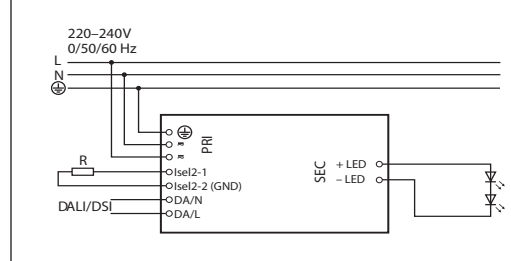 220–240V
0/50/60 Hz
L
N
PRI
R
Isel2-1
Isel2-2 (GND)
DALI/DSI
DA/N
DA/L
SEC
+ LED
– LED